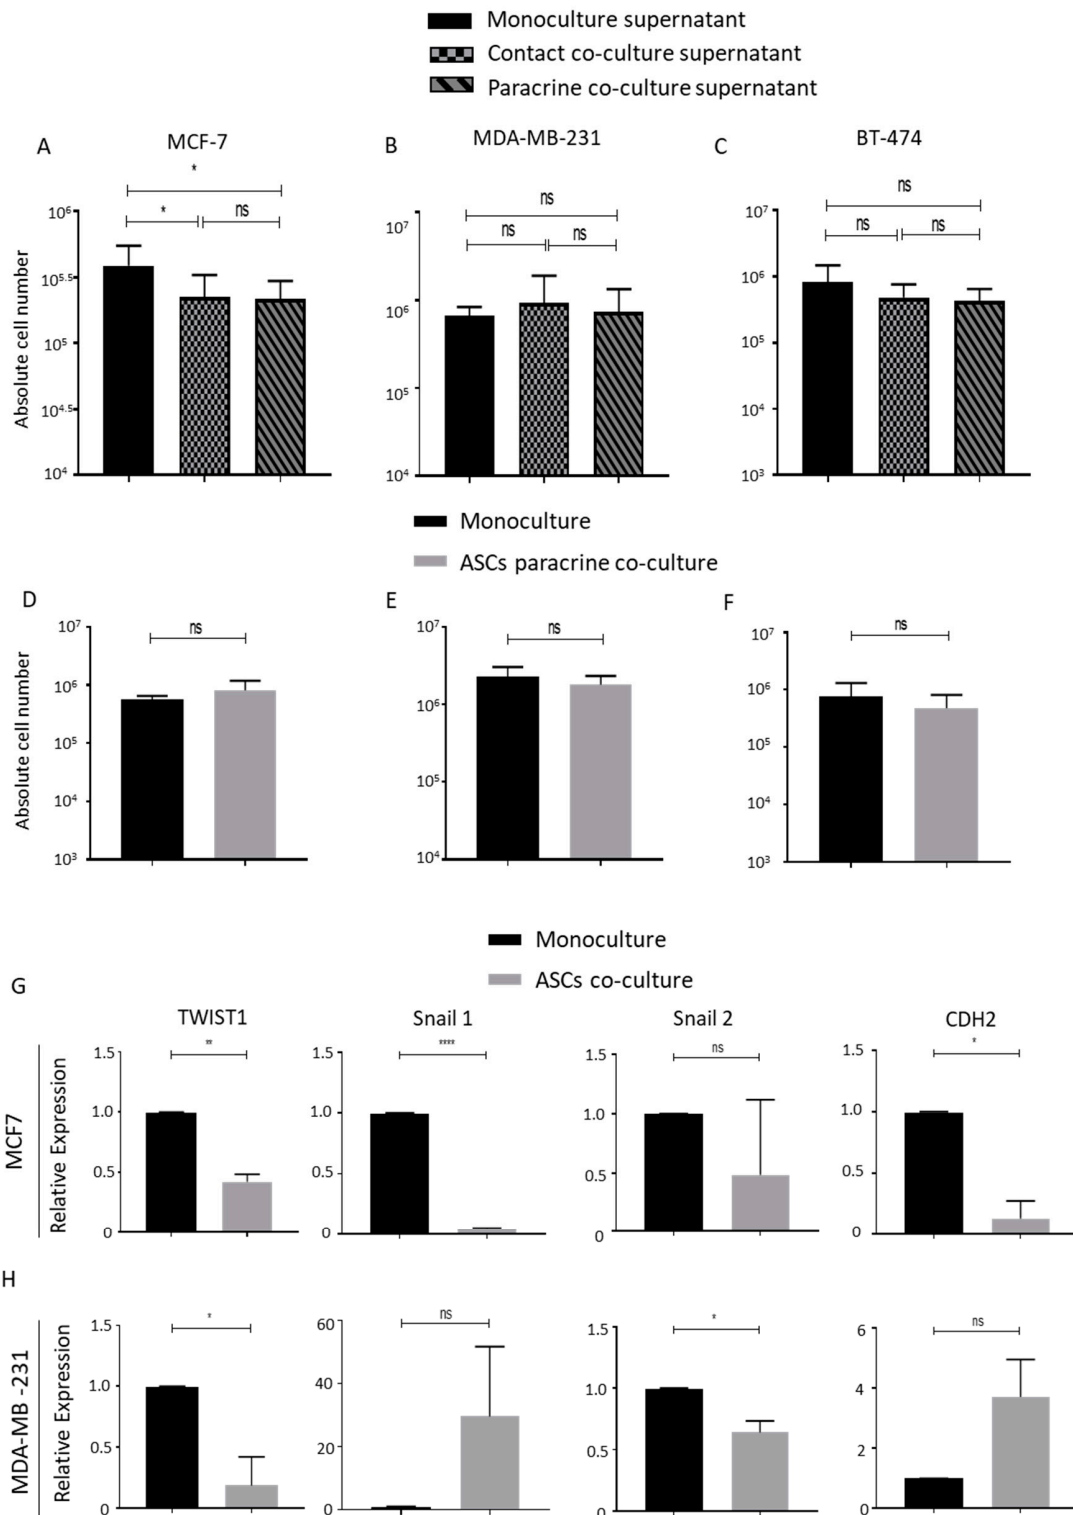 Monoculture supernatant
Contact co-culture supernatant
Paracrine co-culture supernatant
A MCF-7
B MDA-MB-231
C BT-474
* * ns
ns ns ns
ns ns ns
Absolute cell number
10⁶
10⁵·⁵
10⁵
10⁴·⁵
10⁴
10⁷
10⁶
10⁵
10⁴
10⁷
10⁶
10⁵
10⁴
10³
Monoculture
ASCs paracrine co-culture
D
E
F
ns
ns
ns
Absolute cell number
10⁷
10⁶
10⁵
10⁴
10³
10⁷
10⁶
10⁵
10⁴
10⁷
10⁶
10⁵
10⁴
10³
Monoculture
ASCs co-culture
G
TWIST1
Snail 1
Snail 2
CDH2
MCF7
Relative Expression
1.5
1.0
0.5
0
**
1.5
1.0
0.5
0
****
1.5
1.0
0.5
0
ns
1.5
1.0
0.5
0
*
H
MDA-MB -231
Relative Expression
1.5
1.0
0.5
0
*
60
40
20
0
ns
1.5
1.0
0.5
0
*
6
4
2
0
ns